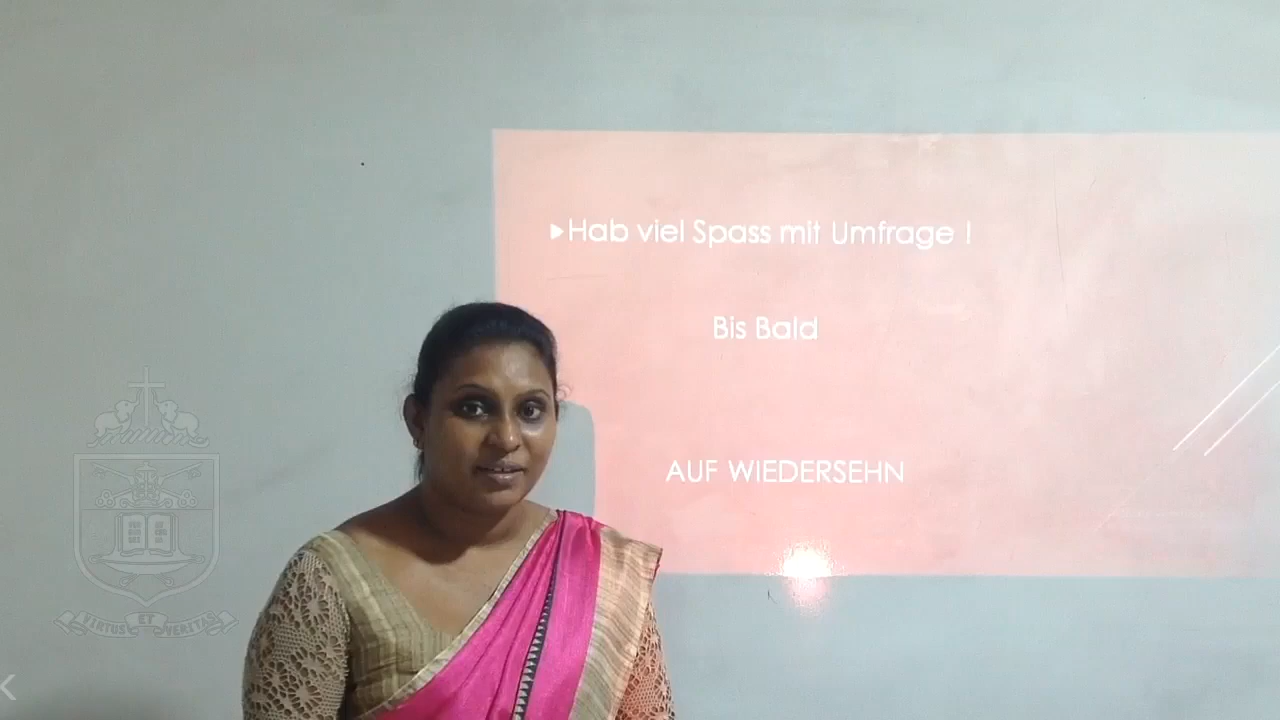 Hab viel Spass mit Umfrage !
Bis Bald
AUF WIEDERSEHN
VIRTUS ET VERITAS